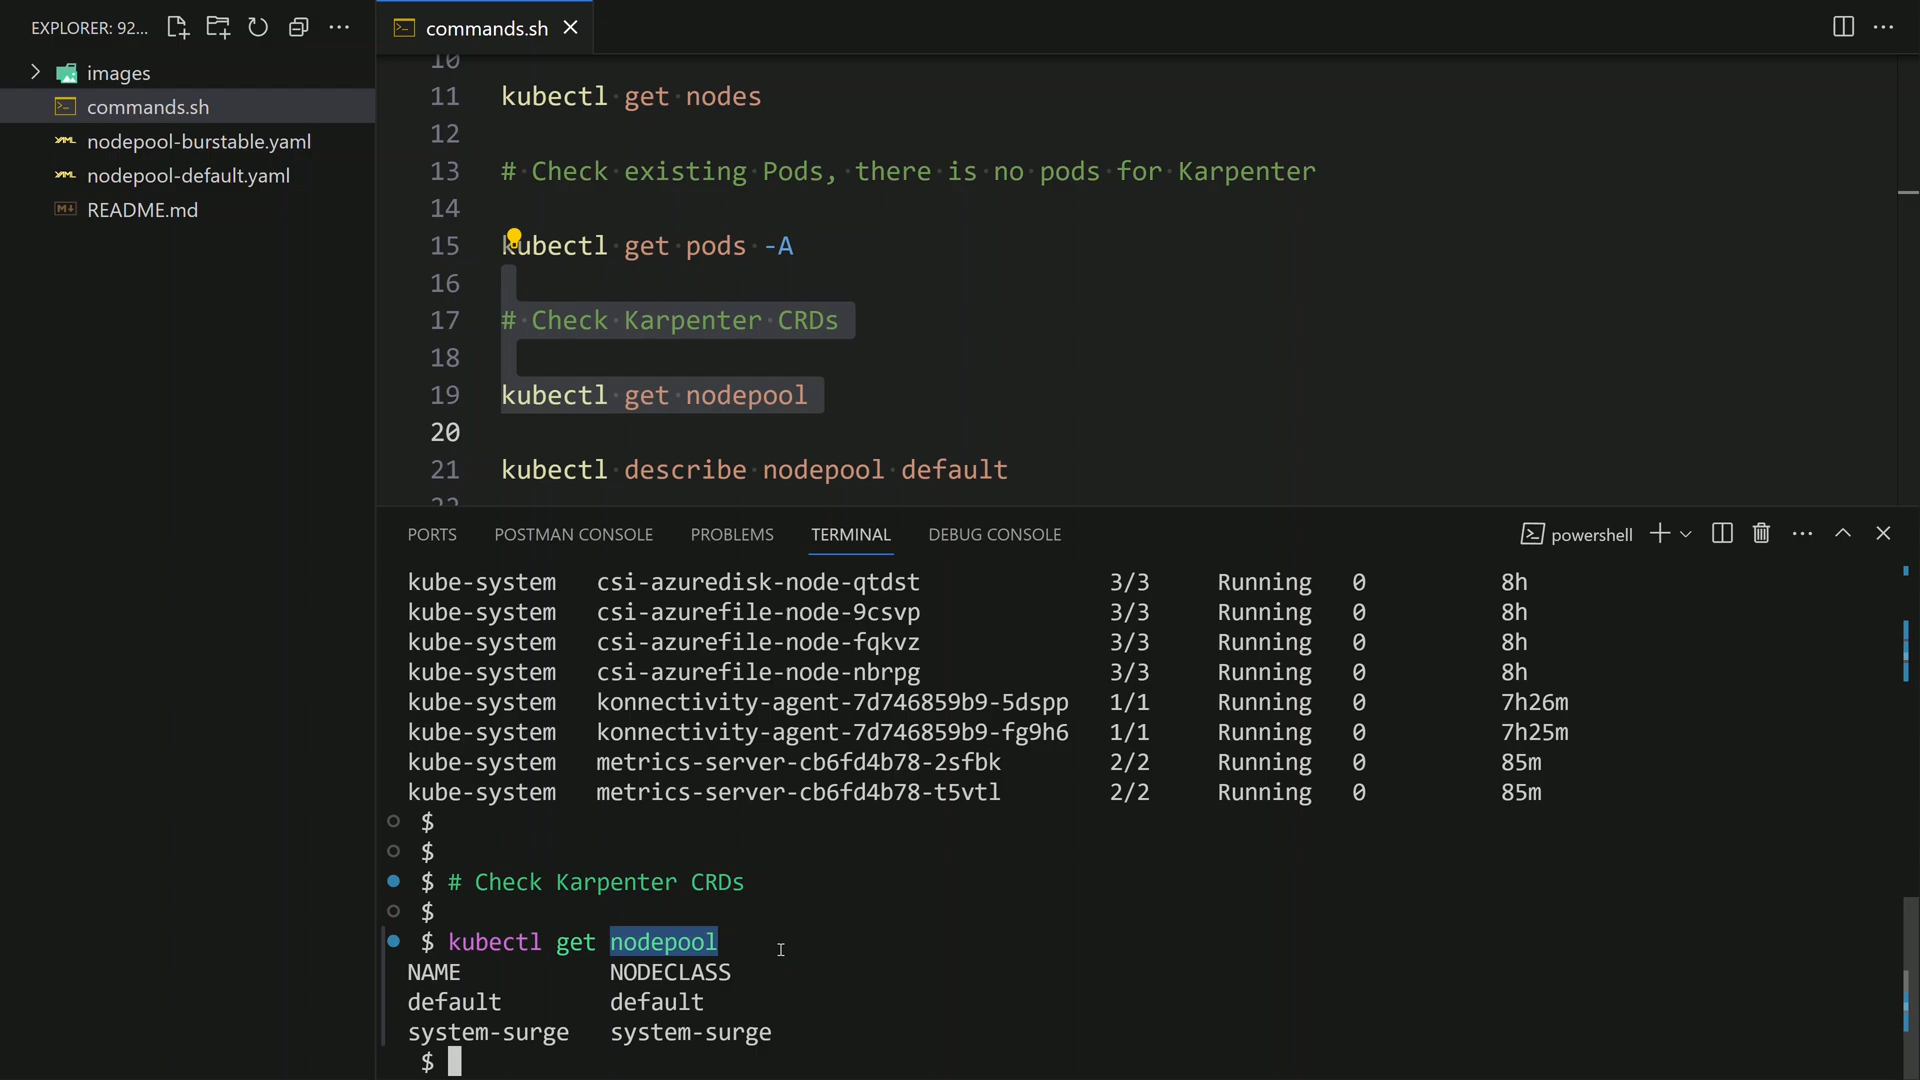 EXPLORER: 92...
images
commands.sh
nodepool-burstable.yaml
nodepool-default.yaml
README.md
commands.sh
10
11 kubectl get nodes
12
13 # Check existing Pods, there is no pods for Karpenter
14
15 kubectl get pods -A
16
17 # Check Karpenter CRDs
18
19 kubectl get nodepool
20
21 kubectl describe nodepool default
22
PORTS POSTMAN CONSOLE PROBLEMS TERMINAL DEBUG CONSOLE powershell
kube-system csi-azuredisk-node-qtdst 3/3 Running 0 8h
kube-system csi-azurefile-node-9csvp 3/3 Running 0 8h
kube-system csi-azurefile-node-fqkvz 3/3 Running 0 8h
kube-system csi-azurefile-node-nbrpg 3/3 Running 0 8h
kube-system konnectivity-agent-7d746859b9-5dspp 1/1 Running 0 7h26m
kube-system konnectivity-agent-7d746859b9-fg9h6 1/1 Running 0 7h25m
kube-system metrics-server-cb6fd4b78-2sfbk 2/2 Running 0 85m
kube-system metrics-server-cb6fd4b78-t5vtl 2/2 Running 0 85m
$
$
$ # Check Karpenter CRDs
$
$ kubectl get nodepool
NAME NODECLASS
default default
system-surge system-surge
$